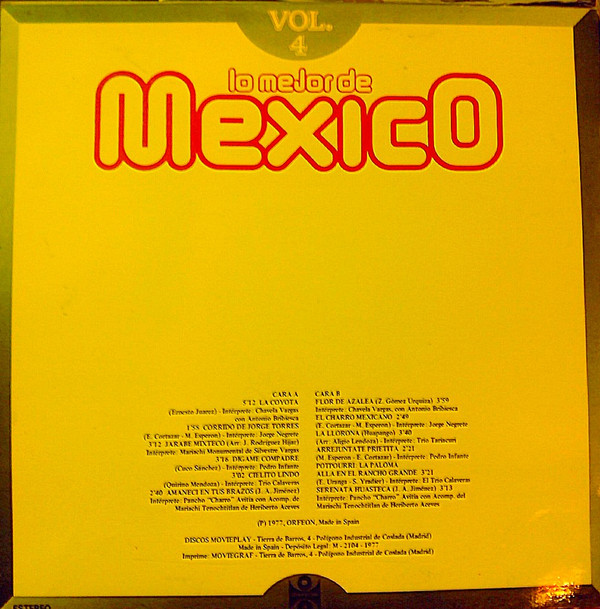 VOL.
4
lo mejor de
Mexico
CARA A
5'12 LA COYOTA
(Ernesto Juarez) - Intérprete: Chavela Vargas
con Antonio Bribiesca
1'55 CORRIDO DE JORGE TORRES
(E. Cortazar - M. Esperon) - Intérprete: Jorge Negrete
3'12 JARABE MIXTECO (Arr. J. Rodriguez Hijar)
Intérprete: Mariachi Monumental de Silvestre Vargas
3'16 DIGAME COMPADRE
(Cuco Sánchez) - Intérprete: Pedro Infante
3'02 CIELITO LINDO
(Quirino Mendoza) - Intérprete: Trio Calaveras
2'40 AMANECI EN TUS BRAZOS (J. A. Jiménez)
Intérprete: Pancho "Charro" Avitia con Acomp. de
Mariachi Tenochtitlan de Heriberto Aceves
CARA B
FLOR DE AZALEA (Z. Gómez Urquiza) 3'59
Intérprete: Chavela Vargas, con Antonio Bribiesca
EL CHARRO MEXICANO 2'49
(E. Cortazar - M. Esperon) - Intérprete: Jorge Negrete
LA LLORONA (Huapango) 3'40
(Arr. Aligio Lendoza) - Intérprete: Trio Tariacuri
ARREJUNTATE PRIETITA 2'21
(M. Esperon - E. Cortazar) - Intérprete: Pedro Infante
POTPOURRI: LA PALOMA
ALLA EN EL RANCHO GRANDE 3'21
(E. Uranga - S. Yradier) - Intérprete: El Trio Calaveras
SERENATA HUASTECA (J. A. Jiménez) 3'13
Intérprete: Pancho "Charro" Avitia con Acomp. del
Mariachi Tenochtitlan de Heriberto Aceves
(P) 1977, ORFEON, Made in Spain
DISCOS MOVIEPLAY - Tierra de Barros, 4 - Polígono Industrial de Coslada (Madrid)
Made in Spain - Depósito Legal: M - 2104 - 1977
Imprime: MOVIEGRAF - Tierra de Barros, 4 - Polígono Industrial de Coslada (Madrid)
ESTEREO